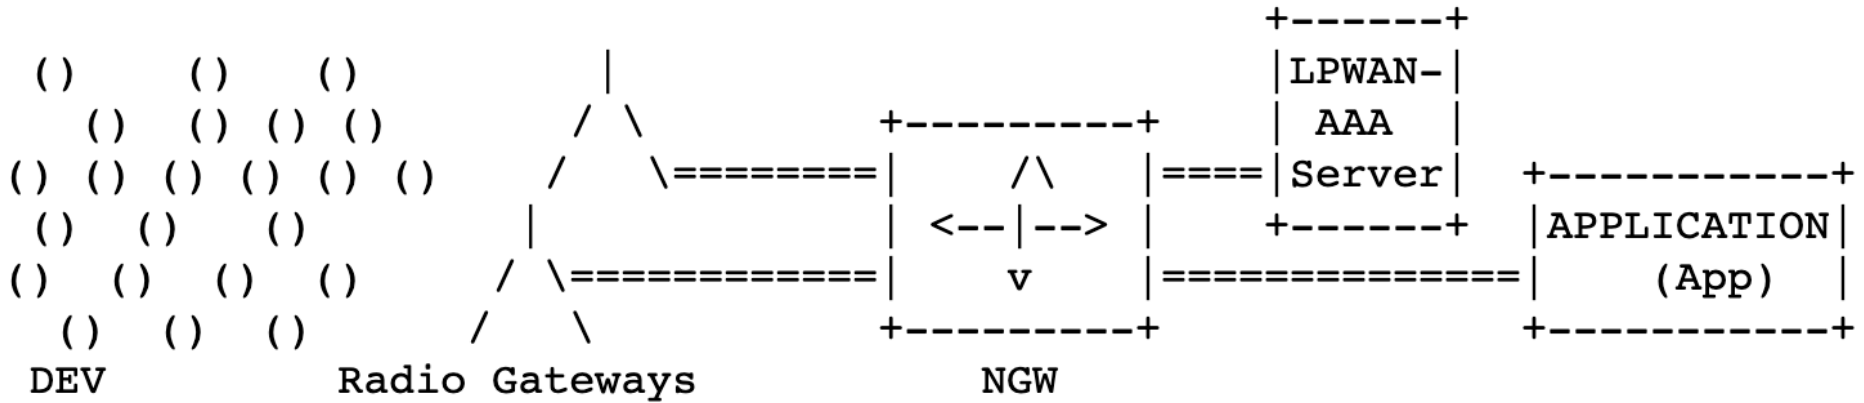 LPWAN-
AAA
Server
APPLICATION
(App)
DEV
Radio Gateways
NGW